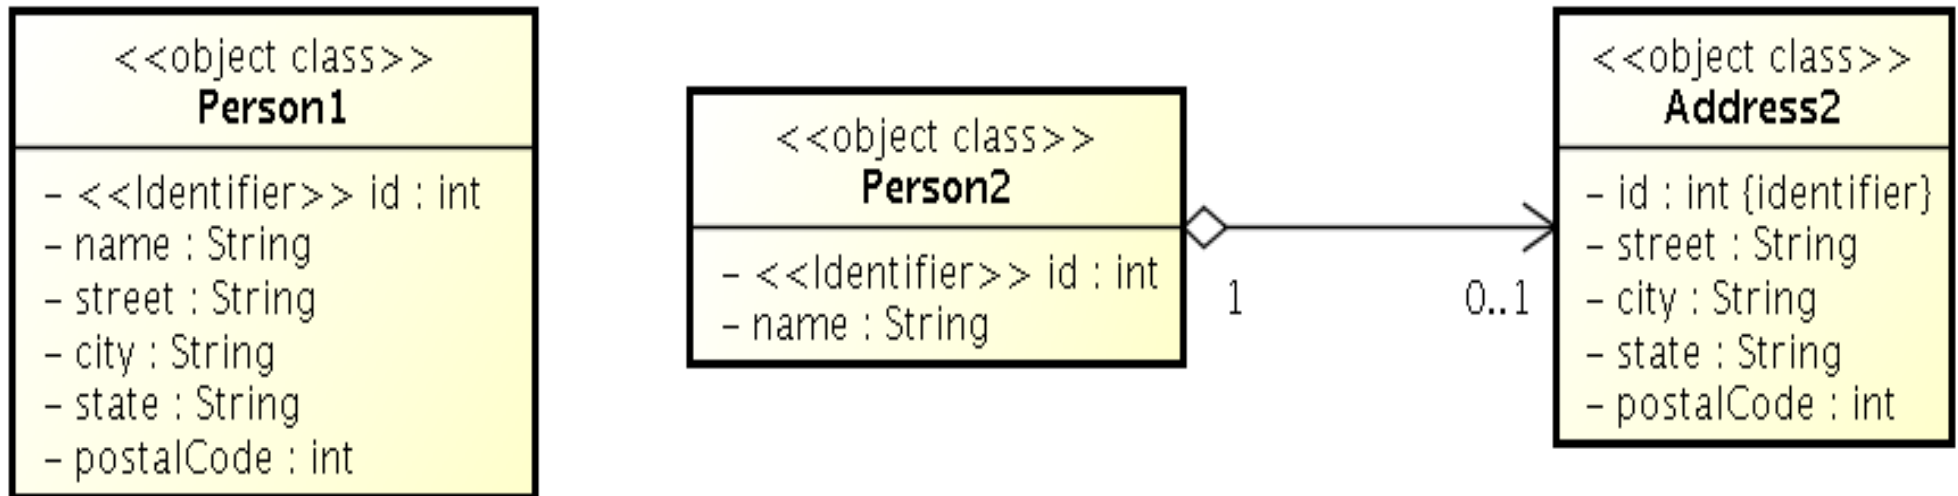 <<object class>>
Person1
- <<Identifier>> id : int
- name : String
- street : String
- city : String
- state : String
- postalCode : int
<<object class>>
Person2
- <<Identifier>> id : int
- name : String
1
0..1
<<object class>>
Address2
- id : int {identifier}
- street : String
- city : String
- state : String
- postalCode : int